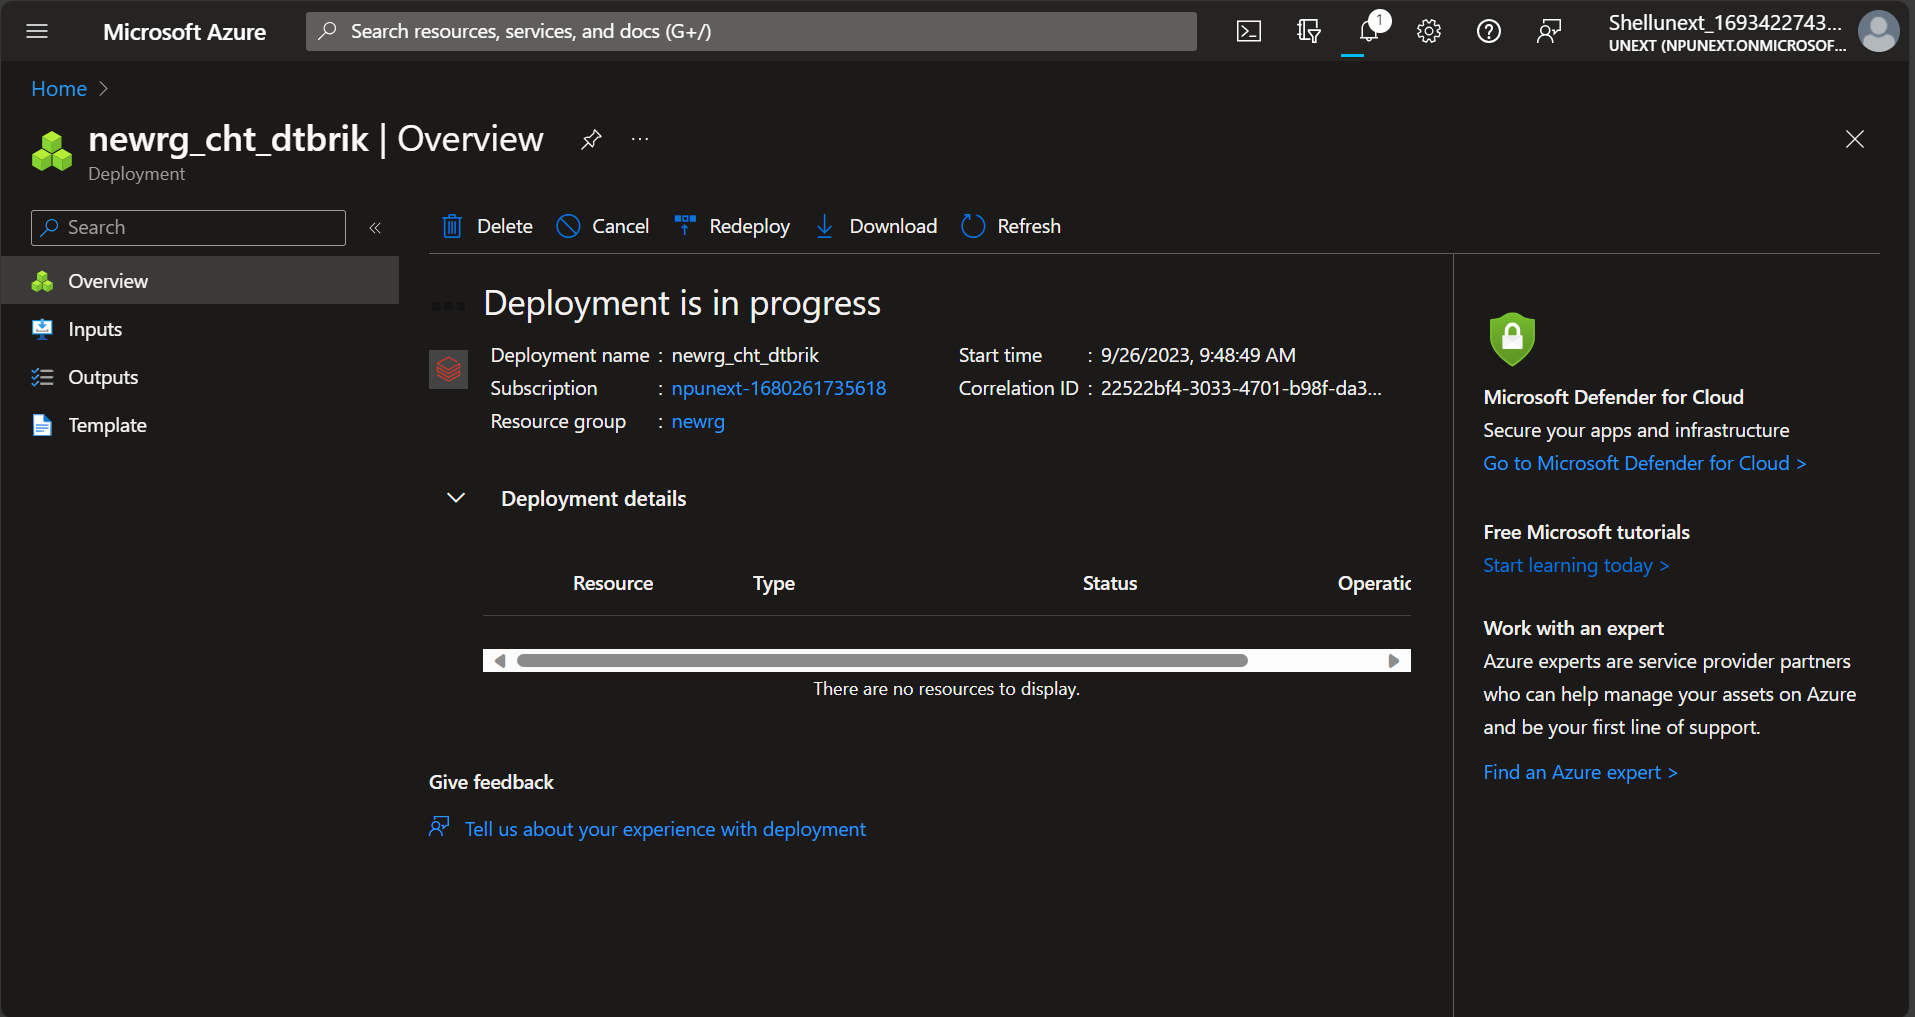 Microsoft Azure
Search resources, services, and docs (G+/)
1
Shellunext_1693422743...
UNEXT (NPUNEXT.ONMICROSOF...
Home >
newrg_cht_dtbrik | Overview
...
Deployment
Search
«
Delete
Cancel
Redeploy
Download
Refresh
Overview
Inputs
Outputs
Template
Deployment is in progress
Deployment name : newrg_cht_dtbrik
Subscription : npunext-1680261735618
Resource group : newrg
Start time : 9/26/2023, 9:48:49 AM
Correlation ID : 22522bf4-3033-4701-b98f-da3...
Deployment details
Resource Type Status Operatic
There are no resources to display.
Give feedback
Tell us about your experience with deployment
Microsoft Defender for Cloud
Secure your apps and infrastructure
Go to Microsoft Defender for Cloud >
Free Microsoft tutorials
Start learning today >
Work with an expert
Azure experts are service provider partners
who can help manage your assets on Azure
and be your first line of support.
Find an Azure expert >